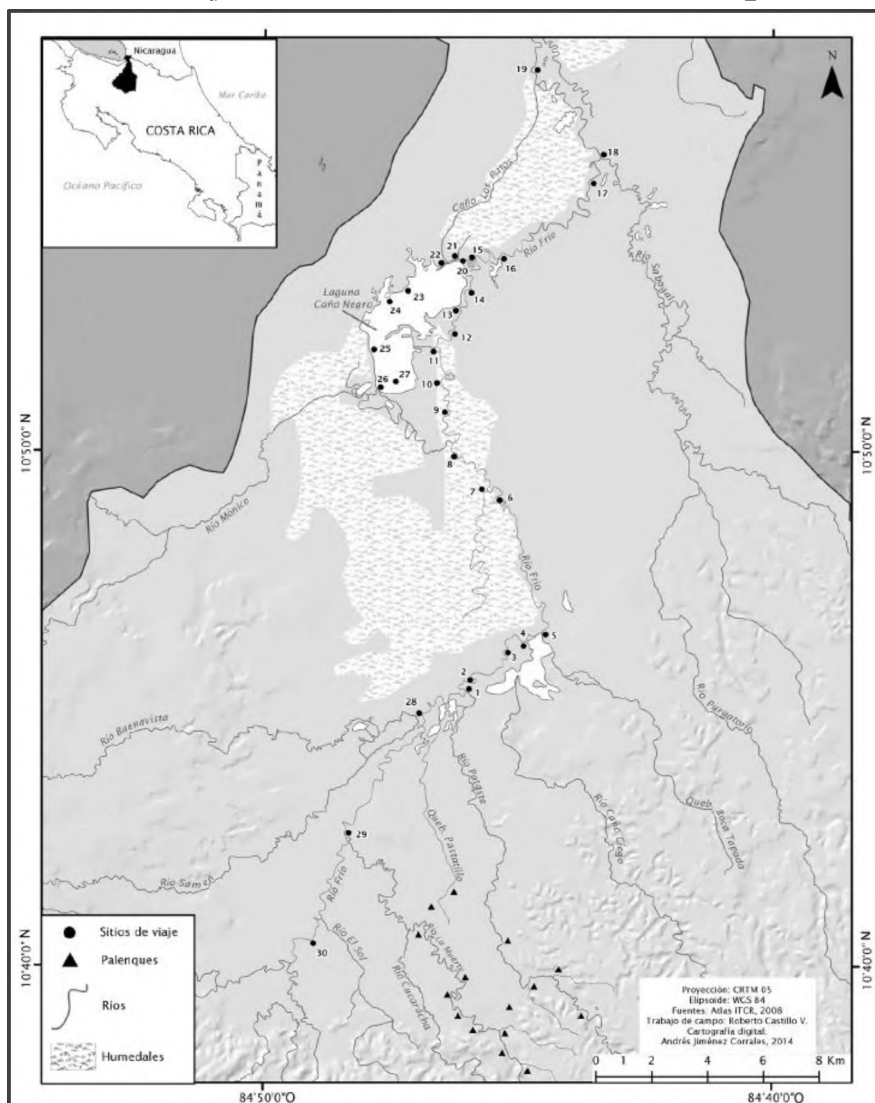 Nicaragua
Mar Caribe
COSTA RICA
Panamá
Océano Pacífico
N
19
18
17
Caño Los Patos
Río Frío
Río Sabogal
21
22
15
20
16
23
14
24
13
Laguna
Caño Negro
12
25
11
27
26
10
9
10°50'0"N
10°50'0"N
8
7
6
Río Mónico
Río Frío
4
5
3
2
1
28
Río Buenavista
Río Purgatorio
Río Pataste
Queb. Pastatillo
Río Caño Ciego
Queb. Boca Tapada
29
Río Samen
Río Frío
Río El Sol
30
Río La Muerte
Río Cucaracha
10°40'0"N
10°40'0"N
Sitios de viaje
Palenques
Ríos
Humedales
Proyección: CRTM 05
Elipsoide: WGS 84
Fuentes: Atlas ITCR, 2008
Trabajo de campo: Roberto Castillo V.
Cartografía digital:
Andrés Jiménez Corrales, 2014
0 1 2 4 6 8 Km
84°50'0"O
84°40'0"O